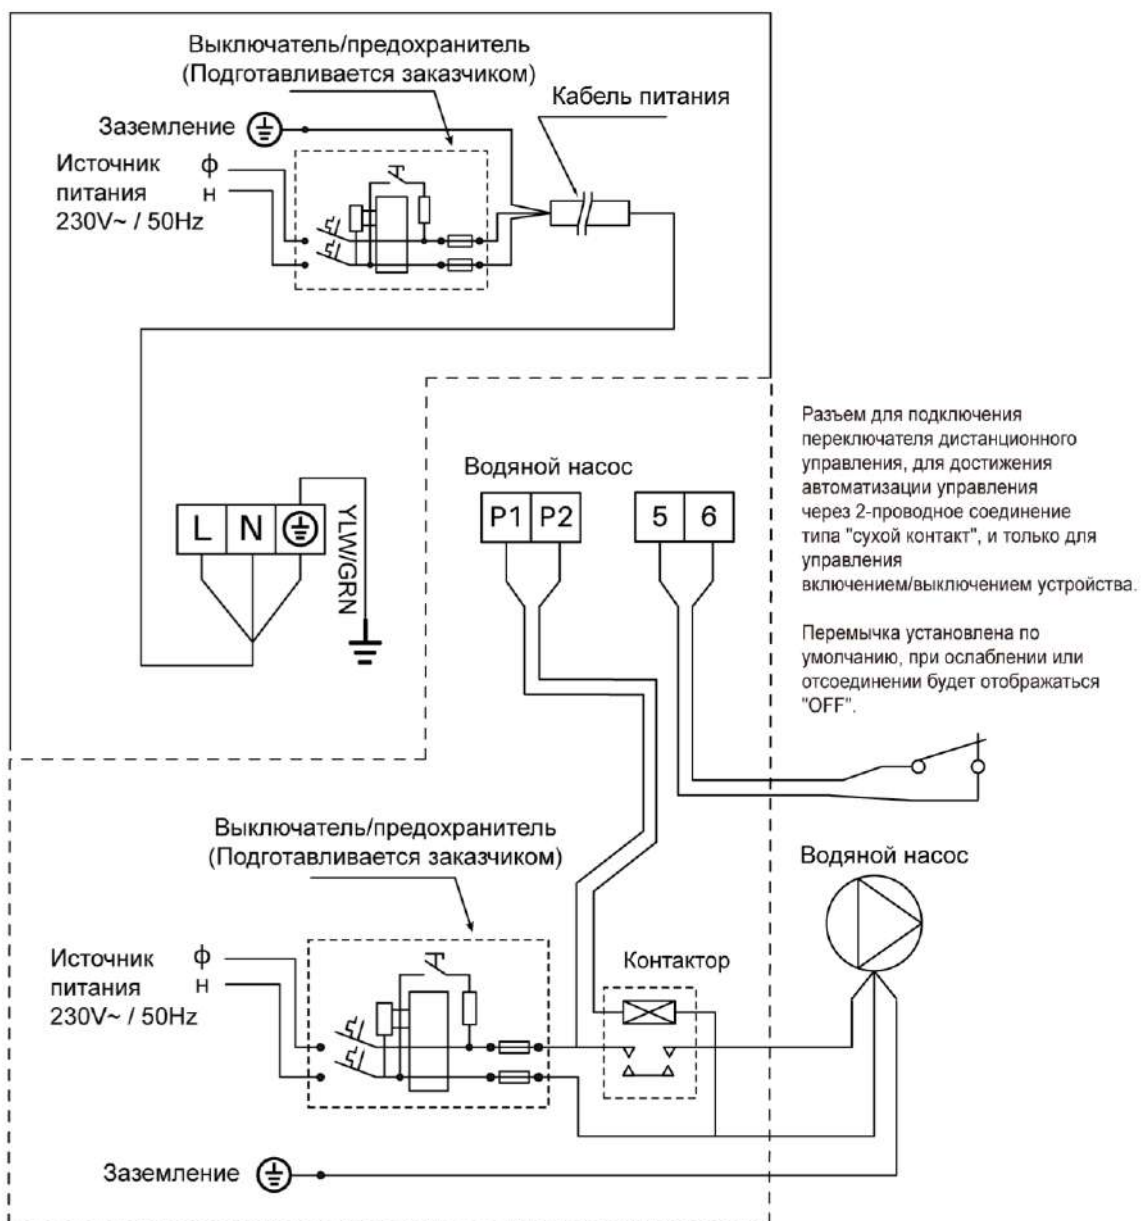 Выключатель/предохранитель
(Подготавливается заказчиком)
Кабель питания
Заземление
Источник ф
питания н
230V~ / 50Hz
Разъем для подключения
переключателя дистанционного
управления, для достижения
автоматизации управления
через 2-проводное соединение
типа "сухой контакт", и только для
управления
включением/выключением устройства.
Перемычка установлена по
умолчанию, при ослаблении или
отсоединении будет отображаться
"OFF".
Водяной насос
L N
YLW/GRN
P1 P2
5 6
Выключатель/предохранитель
(Подготавливается заказчиком)
Водяной насос
Источник ф
питания н
230V~ / 50Hz
Контактор
Заземление